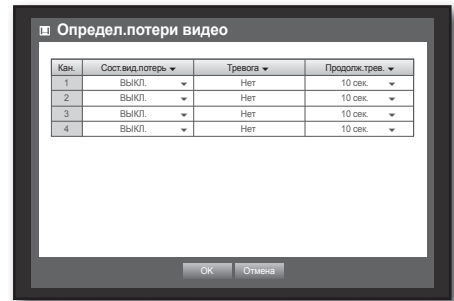 Определ.потери видео
Кан. Сост.вид.потерь Тревога Продолж.трев.
1 ВЫКЛ. Нет 10 сек.
2 ВЫКЛ. Нет 10 сек.
3 ВЫКЛ. Нет 10 сек.
4 ВЫКЛ. Нет 10 сек.
OK Отмена